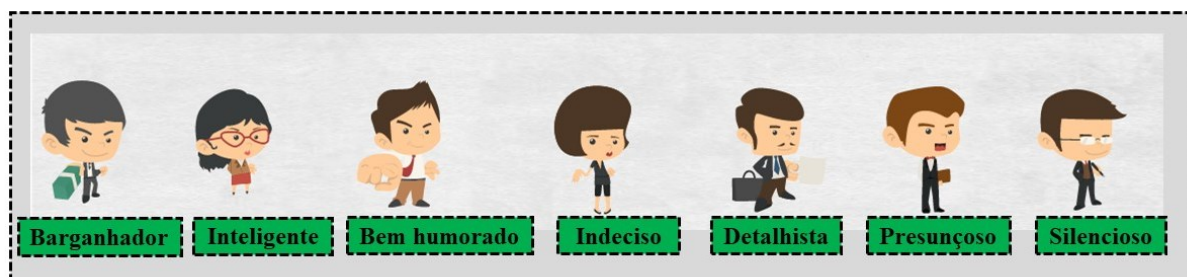 Barganhador
Inteligente
Bem humorado
Indeciso
Detalhista
Presunçoso
Silencioso